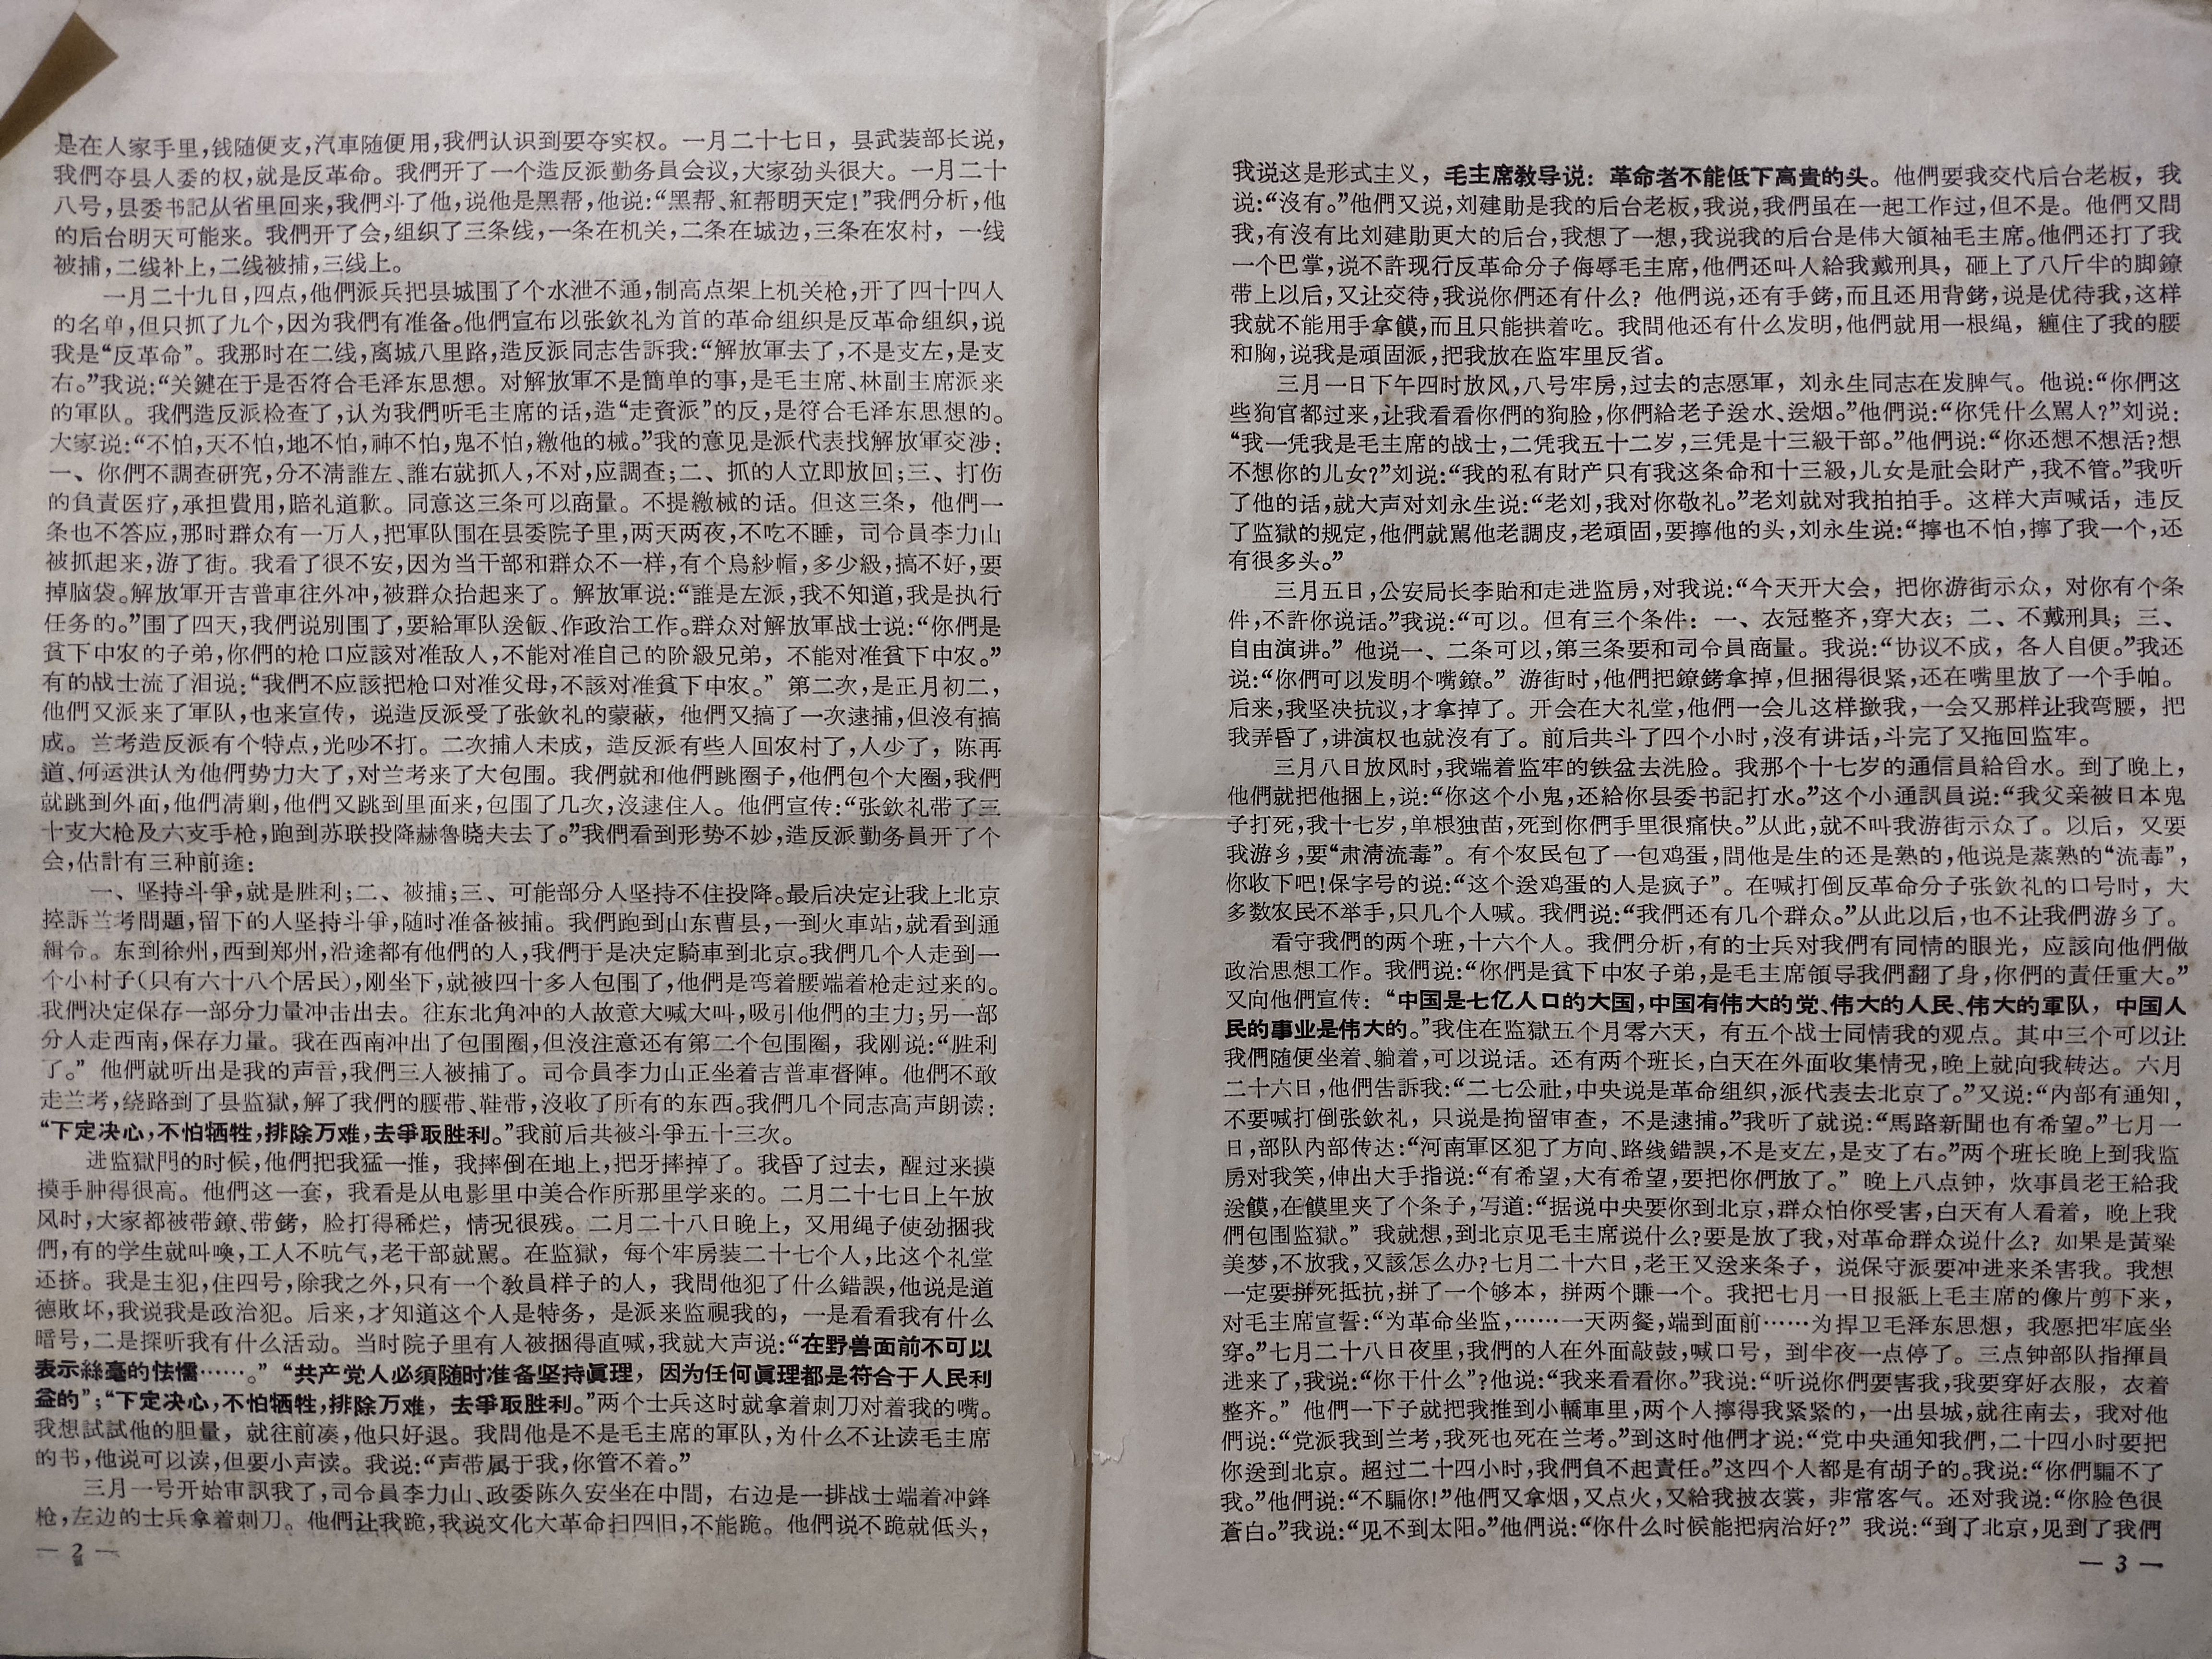 是在人家手里,钱随便支,汽車随便用,我們认识到要夺实权。一月二十七日,县武装部长说,
我們夺县人委的权,就是反革命。我們开了一个造反派勤务員会议,大家劲头很大。一月二十
八号,县委书記从省里回来,我們斗了他,说他是黑帮,他说:“黑帮、紅帮明天定!”我們分析,他
的后台明天可能来。我們开了会,组织了三条线,一条在机关,二条在城边,三条在农村,一线
被捕,二线补上,二线被捕,三线上。
一月二十九日,四点,他們派兵把县城围了个水泄不通,制高点架上机关枪,开了四十四人
的名单,但只抓了九个,因为我們有准备。他們宣布以张欽礼为首的革命组织是反革命组织,说
我是“反革命”。我那时在二线,离城八里路,造反派同志告訴我:“解放軍去了,不是支左,是支
右。”我说:“关鍵在于是否符合毛泽东思想。对解放軍不是簡单的事,是毛主席、林副主席派来
的軍队。我們造反派检查了,认为我們听毛主席的话,造“走資派”的反,是符合毛泽东思想的。
大家说:“不怕,天不怕,地不怕,神不怕,鬼不怕,繳他的械。”我的意见是派代表找解放軍交涉:
一、你們不調查研究,分不淸誰左、誰右就抓人,不对,应調查;二、抓的人立即放回;三、打伤
的負責医疗,承担費用,賠礼道歉。同意这三条可以商量。不提繳械的话。但这三条,他們一
条也不答应,那时群众有一万人,把軍队围在县委院子里,两天两夜,不吃不睡,司令員李力山
被抓起来,游了街。我看了很不安,因为当干部和群众不一样,有个烏紗帽,多少級,搞不好,要
掉脑袋。解放軍开吉普車往外冲,被群众抬起来了。解放軍说:“誰是左派,我不知道,我是执行
任务的。”围了四天,我們说别围了,要給軍队送飯、作政治工作。群众对解放軍战士说:“你們是
貧下中农的子弟,你們的枪口应該对准敌人,不能对准自己的阶級兄弟,不能对准貧下中农。”
有的战士流了泪说:“我們不应該把枪口对准父母,不該对准貧下中农。”第二次,是正月初二,
他們又派来了軍队,也来宣传,说造反派受了张欽礼的蒙蔽,他們又搞了一次逮捕,但沒有搞
成。兰考造反派有个特点,光吵不打。二次捕人未成,造反派有些人回农村了,人少了,陈再
道、何运洪认为他們势力大了,对兰考来了大包围。我們就和他們跳圈子,他們包个大圈,我們
就跳到外面,他們淸剿,他們又跳到里面来,包围了几次,沒逮住人。他們宣传:“张欽礼带了三
十支大枪及六支手枪,跑到苏联投降赫魯晓夫去了。”我們看到形势不妙,造反派勤务員开了个
会,估計有三种前途:
一、坚持斗爭,就是胜利;二、被捕;三、可能部分人坚持不住投降。最后决定让我上北京
控訴兰考問題,留下的人坚持斗爭,随时准备被捕。我們跑到山东曹县,一到火車站,就看到通
緝令。东到徐州,西到郑州,沿途都有他們的人,我們于是决定騎車到北京。我們几个人走到一
个小村子(只有六十八个居民),刚坐下,就被四十多人包围了,他們是弯着腰端着枪走过来的。
我們决定保存一部分力量冲击出去。往东北角冲的人故意大喊大叫,吸引他們的主力;另一部
分人走西南,保存力量。我在西南冲出了包围圈,但沒注意还有第二个包围圈,我刚说:“胜利
了。”他們就听出是我的声音,我們三人被捕了。司令員李力山正坐着吉普車督陣。他們不敢
走兰考,绕路到了县监獄,解了我們的腰带、鞋带,沒收了所有的东西。我們几个同志高声朗读:
“下定决心,不怕牺牲,排除万难,去爭取胜利。”我前后共被斗爭五十三次。
进监獄門的时候,他們把我猛一推,我摔倒在地上,把牙摔掉了。我昏了过去,醒过来摸
摸手肿得很高。他們这一套,我看是从电影里中美合作所那里学来的。二月二十七日上午放
风时,大家都被带鐐、带銬,脸打得稀烂,情况很残。二月二十八日晚上,又用绳子使劲捆我
們,有的学生就叫喚,工人不吭气,老干部就駡。在监獄,每个牢房装二十七个人,比这个礼堂
还挤。我是主犯,住四号,除我之外,只有一个敎員样子的人,我問他犯了什么錯誤,他说是道
德敗坏,我说我是政治犯。后来,才知道这个人是特务,是派来监視我的,一是看看我有什么
暗号,二是探听我有什么活动。当时院子里有人被捆得直喊,我就大声说:“在野兽面前不可以
表示絲毫的怯懦……。”“共产党人必須随时准备坚持眞理,因为任何眞理都是符合于人民利
益的”;“下定决心,不怕牺牲,排除万难,去爭取胜利。”两个士兵这时就拿着刺刀对着我的嘴。
我想試試他的胆量,就往前凑,他只好退。我問他是不是毛主席的軍队,为什么不让读毛主席
的书,他说可以读,但要小声读。我说:“声带属于我,你管不着。”
三月一号开始审訊我了,司令員李力山、政委陈久安坐在中間,右边是一排战士端着冲鋒
枪,左边的士兵拿着刺刀。他們让我跪,我说文化大革命扫四旧,不能跪。他們说不跪就低头,
— 2 —
我说这是形式主义,毛主席敎导说:革命者不能低下高貴的头。他們要我交代后台老板,我
说:“沒有。”他們又说,刘建勛是我的后台老板,我说,我們虽在一起工作过,但不是。他們又問
我,有沒有比刘建勛更大的后台,我想了一想,我说我的后台是伟大領袖毛主席。他們还打了我
一个巴掌,说不許现行反革命分子侮辱毛主席,他們还叫人給我戴刑具,砸上了八斤半的脚鐐
带上以后,又让交待,我说你們还有什么?他們说,还有手銬,而且还用背銬,说是优待我,这样
我就不能用手拿饃,而且只能拱着吃。我問他还有什么发明,他們就用一根绳,纏住了我的腰
和胸,说我是頑固派,把我放在监牢里反省。
三月一日下午四时放风,八号牢房,过去的志愿軍,刘永生同志在发脾气。他说:“你們这
些狗官都过来,让我看看你們的狗脸,你們給老子送水、送烟。”他們说:“你凭什么駡人?”刘说:
“我一凭我是毛主席的战士,二凭我五十二岁,三凭是十三級干部。”他們说:“你还想不想活?想
不想你的儿女?”刘说:“我的私有財产只有我这条命和十三級,儿女是社会財产,我不管。”我听
了他的话,就大声对刘永生说:“老刘,我对你敬礼。”老刘就对我拍拍手。这样大声喊话,违反
了监獄的规定,他們就駡他老調皮,老頑固,要擰他的头,刘永生说:“擰也不怕,擰了我一个,还
有很多头。”
三月五日,公安局长李貽和走进监房,对我说:“今天开大会,把你游街示众,对你有个条
件,不許你说话。”我说:“可以。但有三个条件:一、衣冠整齐,穿大衣;二、不戴刑具;三、
自由演讲。”他说一、二条可以,第三条要和司令員商量。我说:“协议不成,各人自便。”我还
说:“你們可以发明个嘴鐐。”游街时,他們把鐐銬拿掉,但捆得很紧,还在嘴里放了一个手帕。
后来,我坚决抗议,才拿掉了。开会在大礼堂,他們一会儿这样撳我,一会又那样让我弯腰,把
我弄昏了,讲演权也就沒有了。前后共斗了四个小时,沒有讲话,斗完了又拖回监牢。
三月八日放风时,我端着监牢的铁盆去洗脸。我那个十七岁的通信員給舀水。到了晚上,
他們就把他捆上,说:“你这个小鬼,还給你县委书記打水。”这个小通訊員说:“我父亲被日本鬼
子打死,我十七岁,单根独苗,死到你們手里很痛快。”从此,就不叫我游街示众了。以后,又要
我游乡,要“肃淸流毒”。有个农民包了一包鸡蛋,問他是生的还是熟的,他说是蒸熟的“流毒”,
你收下吧!保字号的说:“这个送鸡蛋的人是疯子”。在喊打倒反革命分子张欽礼的口号时,大
多数农民不举手,只几个人喊。我們说:“我們还有几个群众。”从此以后,也不让我們游乡了。
看守我們的两个班,十六个人。我們分析,有的士兵对我們有同情的眼光,应該向他們做
政治思想工作。我們说:“你們是貧下中农子弟,是毛主席領导我們翻了身,你們的責任重大。”
又向他們宣传:“中国是七亿人口的大国,中国有伟大的党、伟大的人民、伟大的軍队,中国人
民的事业是伟大的。”我住在监獄五个月零六天,有五个战士同情我的观点。其中三个可以让
我們随便坐着、躺着,可以说话。还有两个班长,白天在外面收集情况,晚上就向我转达。六月
二十六日,他們告訴我:“二七公社,中央说是革命组织,派代表去北京了。”又说:“內部有通知,
不要喊打倒张欽礼,只说是拘留审查,不是逮捕。”我听了就说:“馬路新聞也有希望。”七月一
日,部队內部传达:“河南軍区犯了方向、路线錯誤,不是支左,是支了右。”两个班长晚上到我监
房对我笑,伸出大手指说:“有希望,大有希望,要把你們放了。”晚上八点钟,炊事員老王給我
送饃,在饃里夹了个条子,写道:“据说中央要你到北京,群众怕你受害,白天有人看着,晚上我
們包围监獄。”我就想,到北京见毛主席说什么?要是放了我,对革命群众说什么?如果是黃粱
美梦,不放我,又該怎么办?七月二十六日,老王又送来条子,说保守派要冲进来杀害我。我想
一定要拼死抵抗,拼了一个够本,拼两个賺一个。我把七月一日报紙上毛主席的像片剪下来,
对毛主席宣誓:“为革命坐监,……一天两餐,端到面前……为捍卫毛泽东思想,我愿把牢底坐
穿。”七月二十八日夜里,我們的人在外面敲鼓,喊口号,到半夜一点停了。三点钟部队指揮員
进来了,我说:“你干什么”?他说:“我来看看你。”我说:“听说你們要害我,我要穿好衣服,衣着
整齐。”他們一下子就把我推到小轎車里,两个人擰得我紧紧的,一出县城,就往南去,我对他
們说:“党派我到兰考,我死也死在兰考。”到这时他們才说:“党中央通知我們,二十四小时要把
你送到北京。超过二十四小时,我們負不起責任。”这四个人都是有胡子的。我说:“你們騙不了
我。”他們说:“不騙你!”他們又拿烟,又点火,又給我披衣裳,非常客气。还对我说:“你脸色很
蒼白。”我说:“见不到太阳。”他們说:“你什么时候能把病治好?”我说:“到了北京,见到了我們
— 3 —